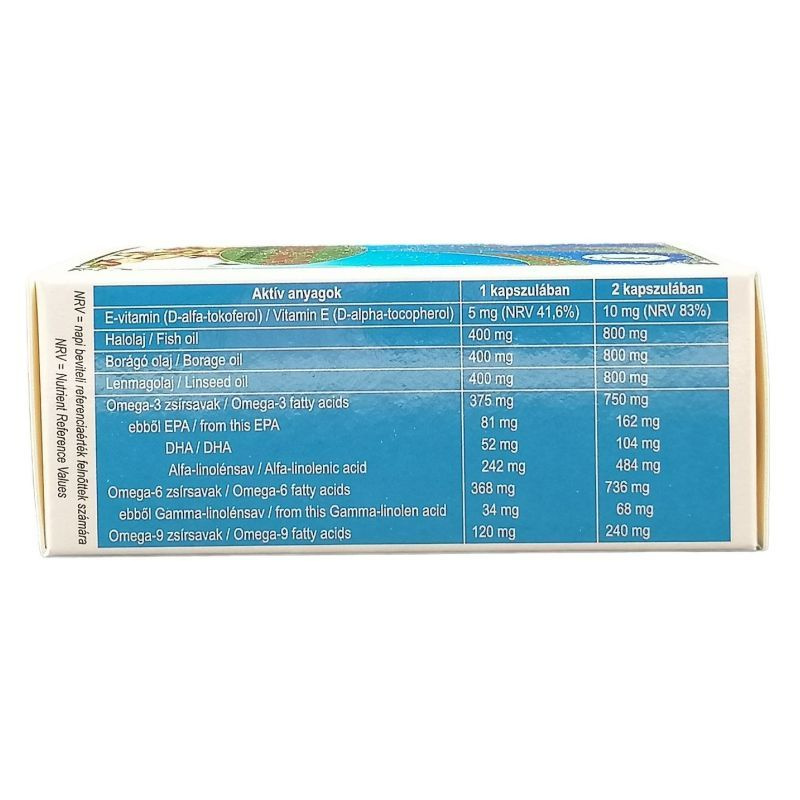 Aktív anyagok 1 kapszulában 2 kapszulában
E-vitamin (D-alfa-tokoferol) / Vitamin E (D-alpha-tocopherol) 5 mg (NRV 41,6%) 10 mg (NRV 83%)
Halolaj / Fish oil 400 mg 800 mg
Borágó olaj / Borage oil 400 mg 800 mg
Lenmagolaj / Linseed oil 400 mg 800 mg
Omega-3 zsírsavak / Omega-3 fatty acids 375 mg 750 mg
ebből EPA / from this EPA 81 mg 162 mg
DHA / DHA 52 mg 104 mg
Alfa-linolénsav / Alfa-linolenic acid 242 mg 484 mg
Omega-6 zsírsavak / Omega-6 fatty acids 368 mg 736 mg
ebből Gamma-linolénsav / from this Gamma-linolen acid 34 mg 68 mg
Omega-9 zsírsavak / Omega-9 fatty acids 120 mg 240 mg
NRV = napi beviteli referenciaérték felnőttek számára
NRV = Nutrient Reference Values